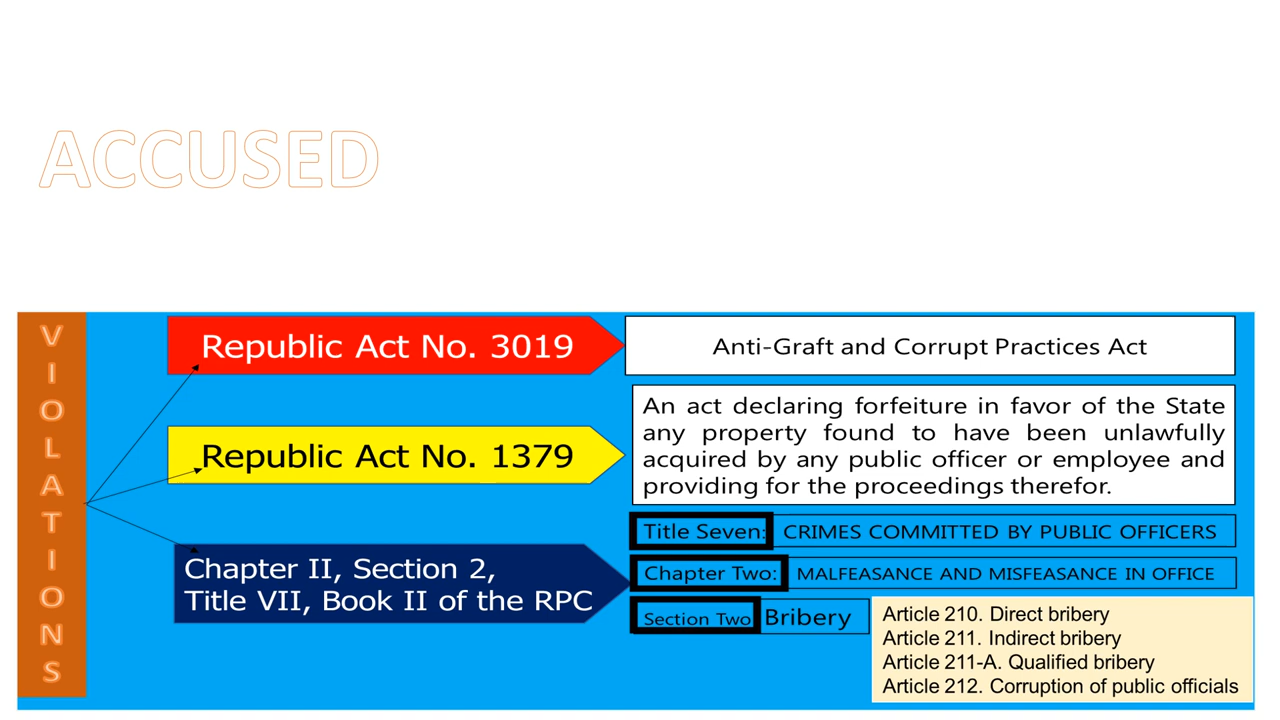 ACCUSED
VIOLATIONS
Republic Act No. 3019
Anti-Graft and Corrupt Practices Act
Republic Act No. 1379
An act declaring forfeiture in favor of the State
any property found to have been unlawfully
acquired by any public officer or employee and
providing for the proceedings therefor.
Chapter II, Section 2,
Title VII, Book II of the RPC
Title Seven: CRIMES COMMITTED BY PUBLIC OFFICERS
Chapter Two: MALFEASANCE AND MISFEASANCE IN OFFICE
Section Two Bribery
Article 210. Direct bribery
Article 211. Indirect bribery
Article 211-A. Qualified bribery
Article 212. Corruption of public officials